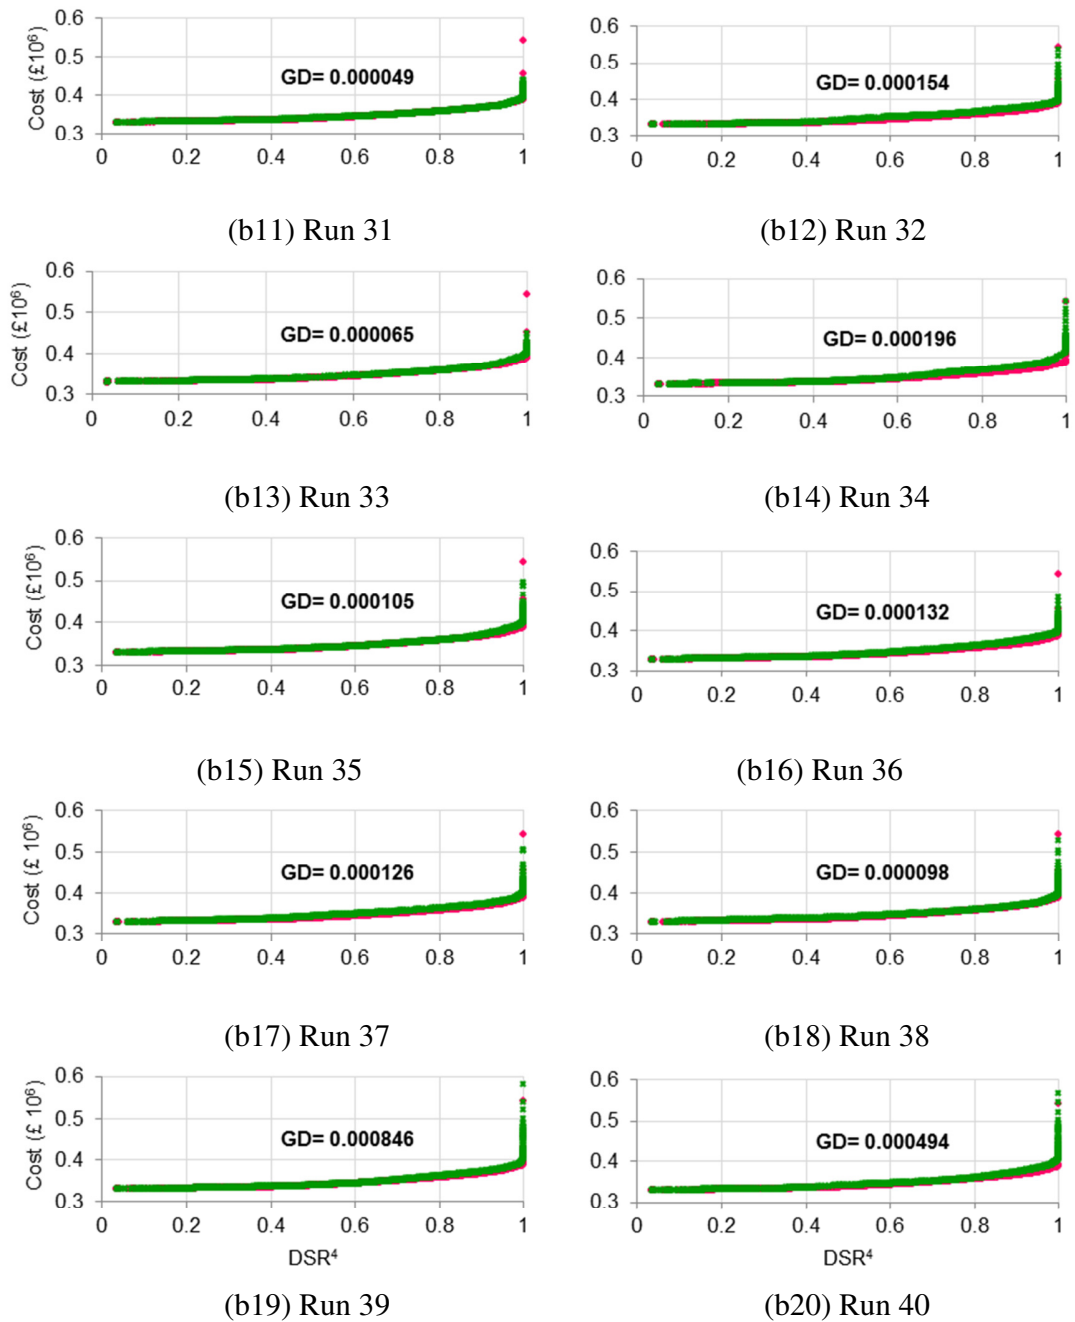 0.6
0.5
0.4
0.3
Cost (£10⁶)
GD= 0.000049
0 0.2 0.4 0.6 0.8 1
(b11) Run 31
0.6
0.5
0.4
0.3
GD= 0.000154
0 0.2 0.4 0.6 0.8 1
(b12) Run 32
0.6
0.5
0.4
0.3
Cost (£10⁶)
GD= 0.000065
0 0.2 0.4 0.6 0.8 1
(b13) Run 33
0.6
0.5
0.4
0.3
GD= 0.000196
0 0.2 0.4 0.6 0.8 1
(b14) Run 34
0.6
0.5
0.4
0.3
Cost (£10⁶)
GD= 0.000105
0 0.2 0.4 0.6 0.8 1
(b15) Run 35
0.6
0.5
0.4
0.3
GD= 0.000132
0 0.2 0.4 0.6 0.8 1
(b16) Run 36
0.6
0.5
0.4
0.3
Cost (£ 10⁶)
GD= 0.000126
0 0.2 0.4 0.6 0.8 1
(b17) Run 37
0.6
0.5
0.4
0.3
GD= 0.000098
0 0.2 0.4 0.6 0.8 1
(b18) Run 38
0.6
0.5
0.4
0.3
Cost (£ 10⁶)
GD= 0.000846
0 0.2 0.4 0.6 0.8 1
DSR⁴
(b19) Run 39
0.6
0.5
0.4
0.3
GD= 0.000494
0 0.2 0.4 0.6 0.8 1
DSR⁴
(b20) Run 40